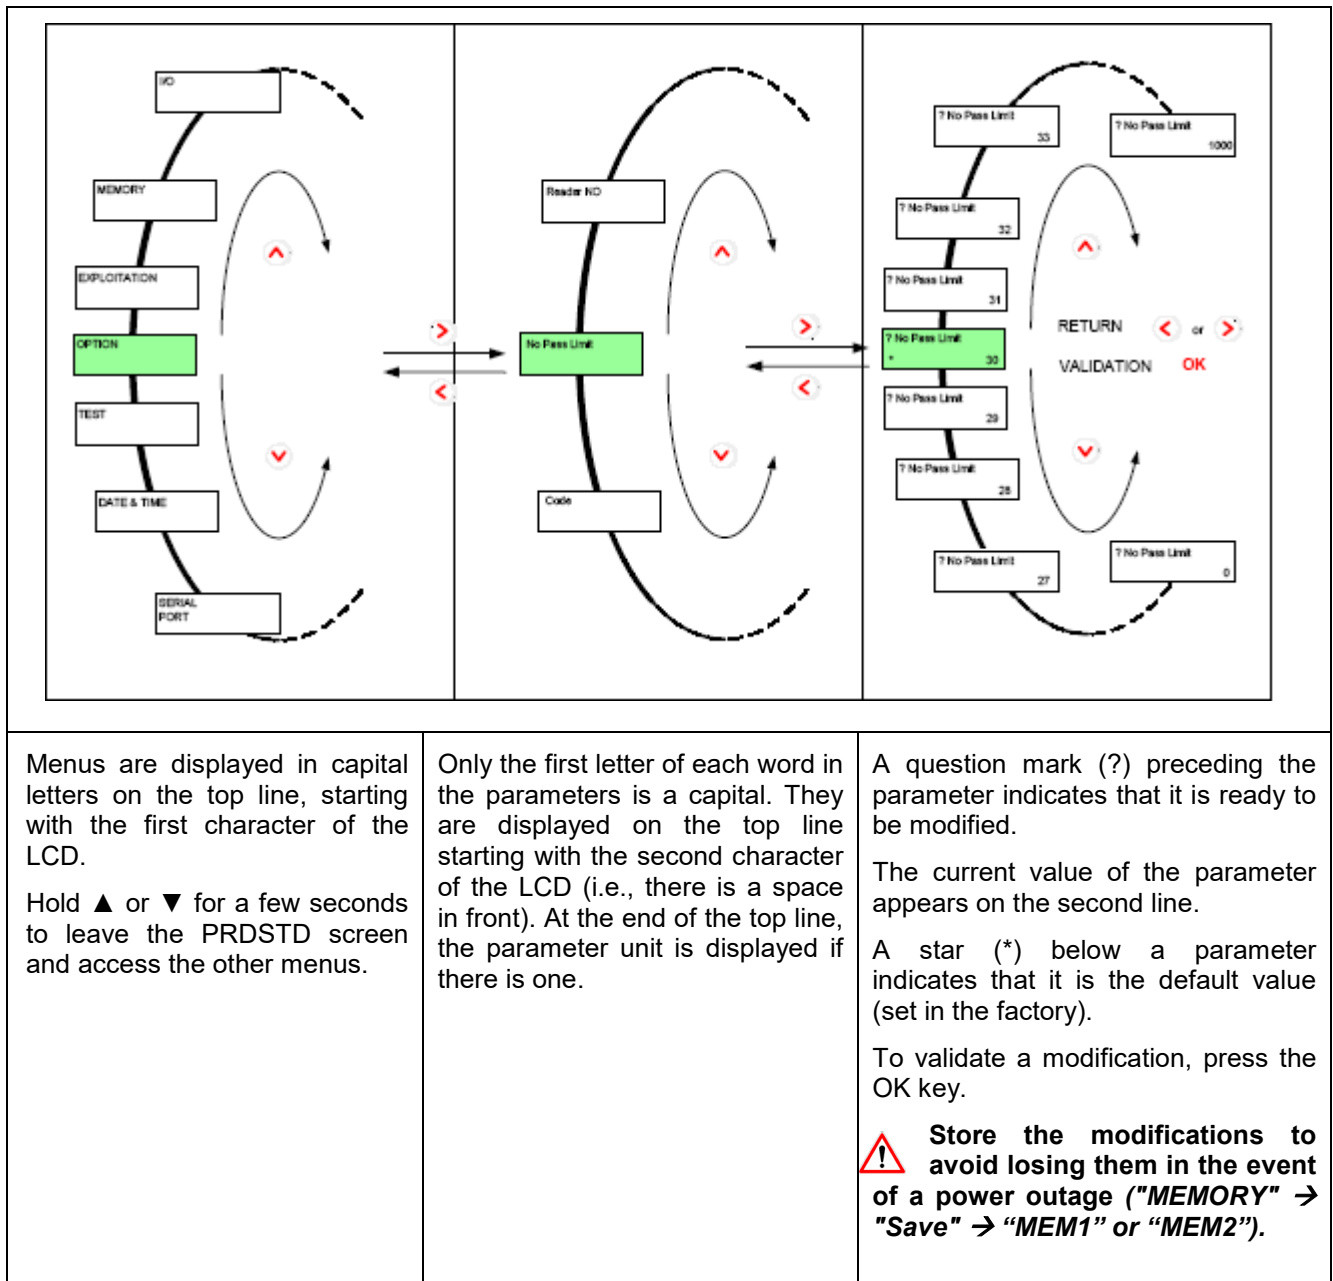 I/O
MEMORY
EXPLOITATION
OPTION
TEST
DATE & TIME
SERIAL
PORT
Reader NO
No Pass Limit
Code
? No Pass Limit
33
? No Pass Limit
1000
? No Pass Limit
32
? No Pass Limit
31
? No Pass Limit
* 30
? No Pass Limit
29
? No Pass Limit
28
? No Pass Limit
27
? No Pass Limit
0
RETURN < or >
VALIDATION OK
Menus are displayed in capital
letters on the top line, starting
with the first character of the
LCD.
Hold ▲ or ▼ for a few seconds
to leave the PRDSTD screen
and access the other menus.
Only the first letter of each word in
the parameters is a capital. They
are displayed on the top line
starting with the second character
of the LCD (i.e., there is a space
in front). At the end of the top line,
the parameter unit is displayed if
there is one.
A question mark (?) preceding the
parameter indicates that it is ready to
be modified.
The current value of the parameter
appears on the second line.
A star (*) below a parameter
indicates that it is the default value
(set in the factory).
To validate a modification, press the
OK key.
Store the modifications to
avoid losing them in the event
of a power outage ("MEMORY" →
"Save" → “MEM1” or “MEM2”).